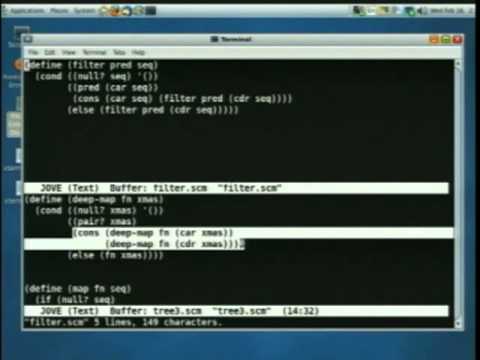 Applications Places System
Wed Feb
Terminal
File Edit View Terminal Tabs Help
(define (filter pred seq)
(cond ((null? seq) '())
((pred (car seq)
(cons (car seq) (filter pred (cdr seq))))
(else (filter pred (cdr seq)))))
JOVE (Text) Buffer: filter.scm "filter.scm"
(define (deep-map fn xmas)
(cond ((null? xmas) '())
((pair? xmas)
(cons (deep-map fn (car xmas))
(deep-map fn (cdr xmas))))
(else (fn xmas))))
(define (map fn seq)
(if (null? seq)
JOVE (Text) Buffer: tree3.scm "tree3.scm" (14:32)
"filter.scm" 5 lines, 149 characters.